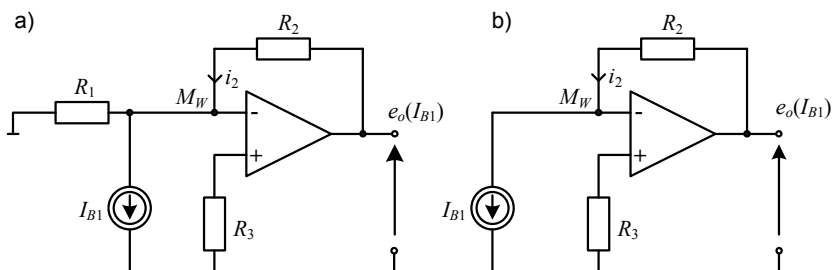 a)
R2
i2
R1
MW
-
+
eo(IB1)
IB1
R3
b)
R2
i2
MW
-
+
eo(IB1)
IB1
R3